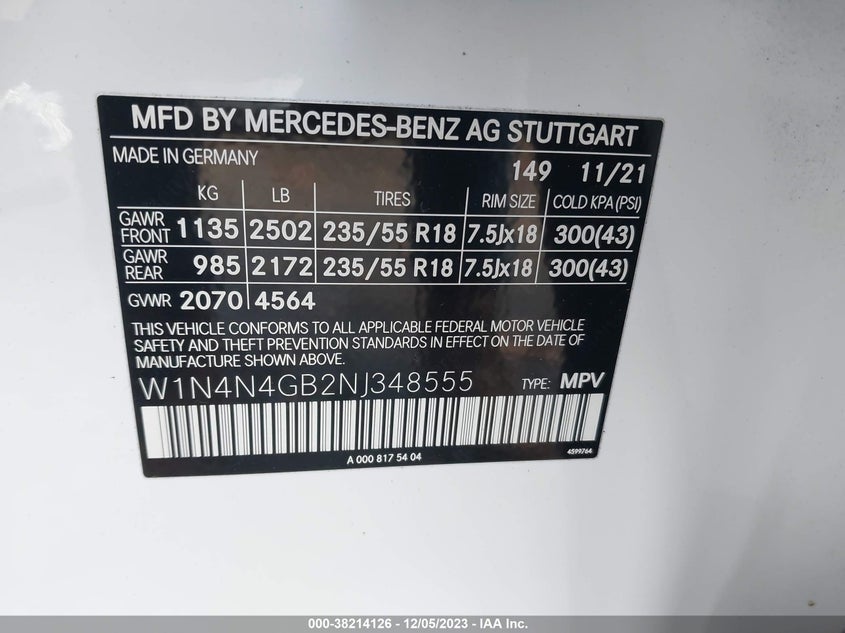 MFD BY MERCEDES-BENZ AG STUTTGART
MADE IN GERMANY 149 11/21
KG LB TIRES RIM SIZE COLD KPA (PSI)
GAWR FRONT 1135 2502 235/55 R18 7.5Jx18 300(43)
GAWR REAR 985 2172 235/55 R18 7.5Jx18 300(43)
GVWR 2070 4564
THIS VEHICLE CONFORMS TO ALL APPLICABLE FEDERAL MOTOR VEHICLE
SAFETY AND THEFT PREVENTION STANDARDS IN EFFECT ON THE DATE OF
MANUFACTURE SHOWN ABOVE.
W1N4N4GB2NJ348555 TYPE: MPV
A 000 817 54 04 4599764
000-38214126 - 12/05/2023 - IAA Inc.